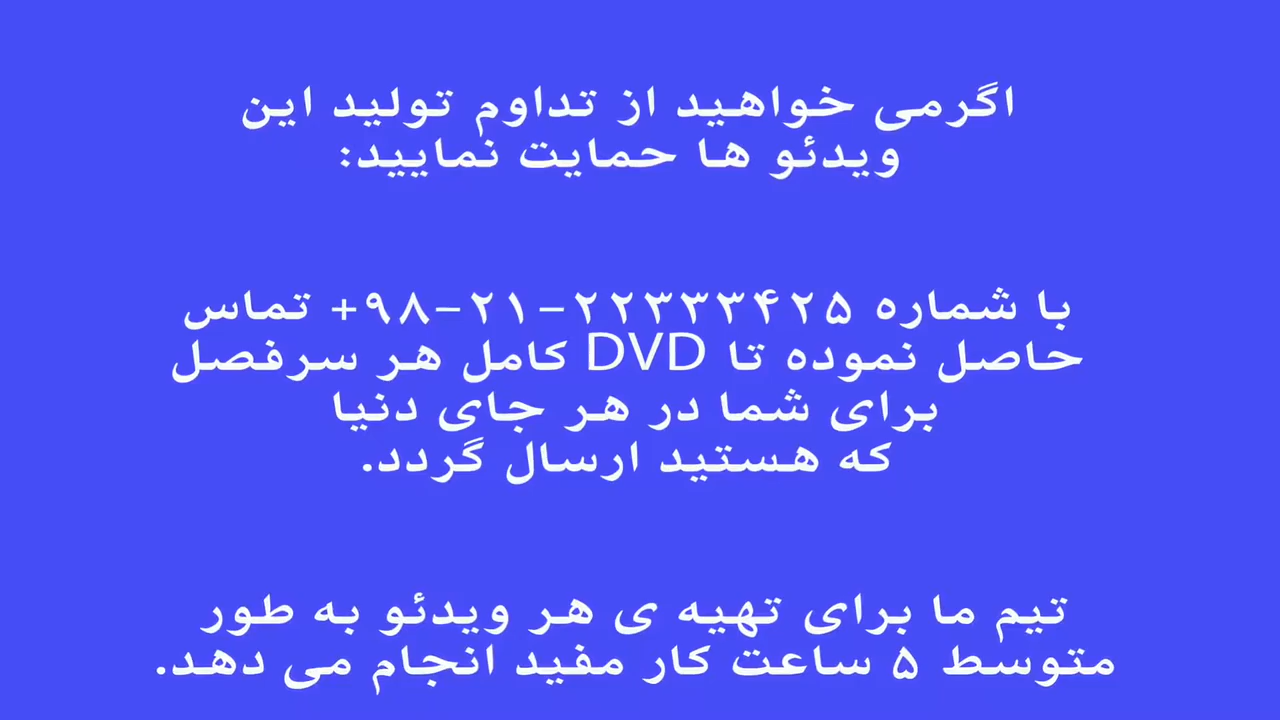 اگرمی خواهید از تداوم تولید این
ویدئو ها حمایت نمایید:
با شماره ۲۲۳۳۳۴۲۵-۲۱-۹۸+ تماس
حاصل نموده تا DVD کامل هر سرفصل
برای شما در هر جای دنیا
که هستید ارسال گردد.
تیم ما برای تهیه ی هر ویدئو به طور
متوسط ۵ ساعت کار مفید انجام می دهد.